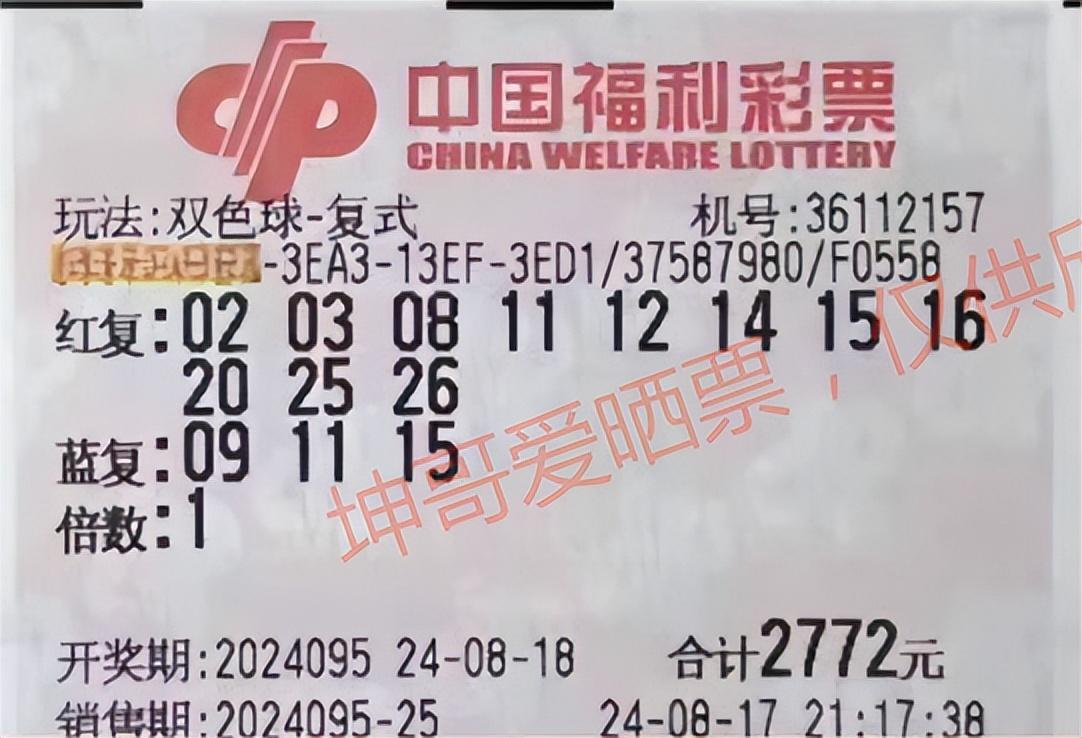 中国福利彩票
CHINA WELFARE LOTTERY
玩法:双色球-复式 机号:36112157
-3EA3-13EF-3ED1/37587980/F0558
红复:02 03 08 11 12 14 15 16
20 25 26
蓝复:09 11 15
倍数:1
坤哥爱晒票，仅供
开奖期:2024095 24-08-18 合计2772元
销售期:2024095-25 24-08-17 21:17:38